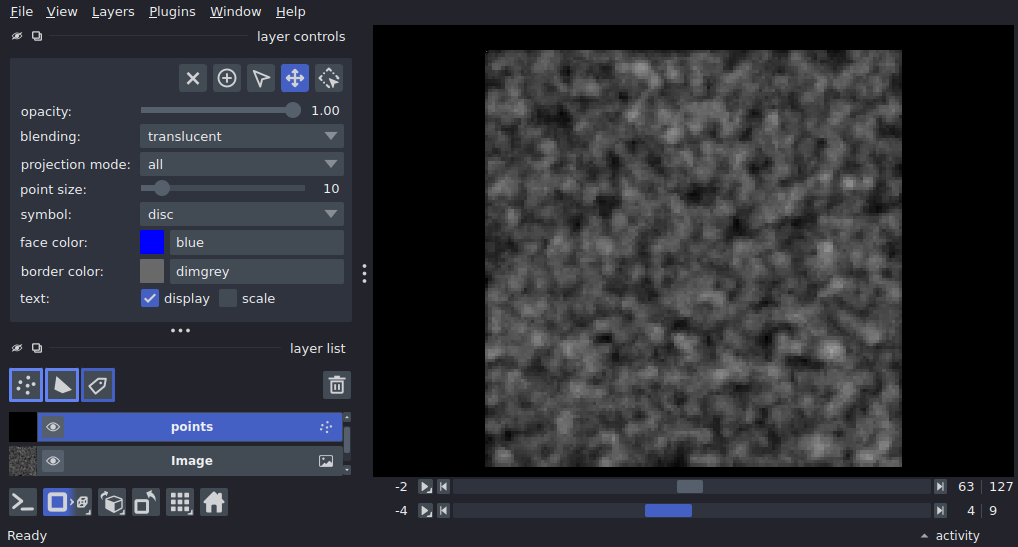 File View Layers Plugins Window Help
layer controls
opacity: 1.00
blending: translucent
projection mode: all
point size: 10
symbol: disc
face color: blue
border color: dimgrey
text: display scale
layer list
points
Image
-2 63 127
-4 4 9
Ready activity